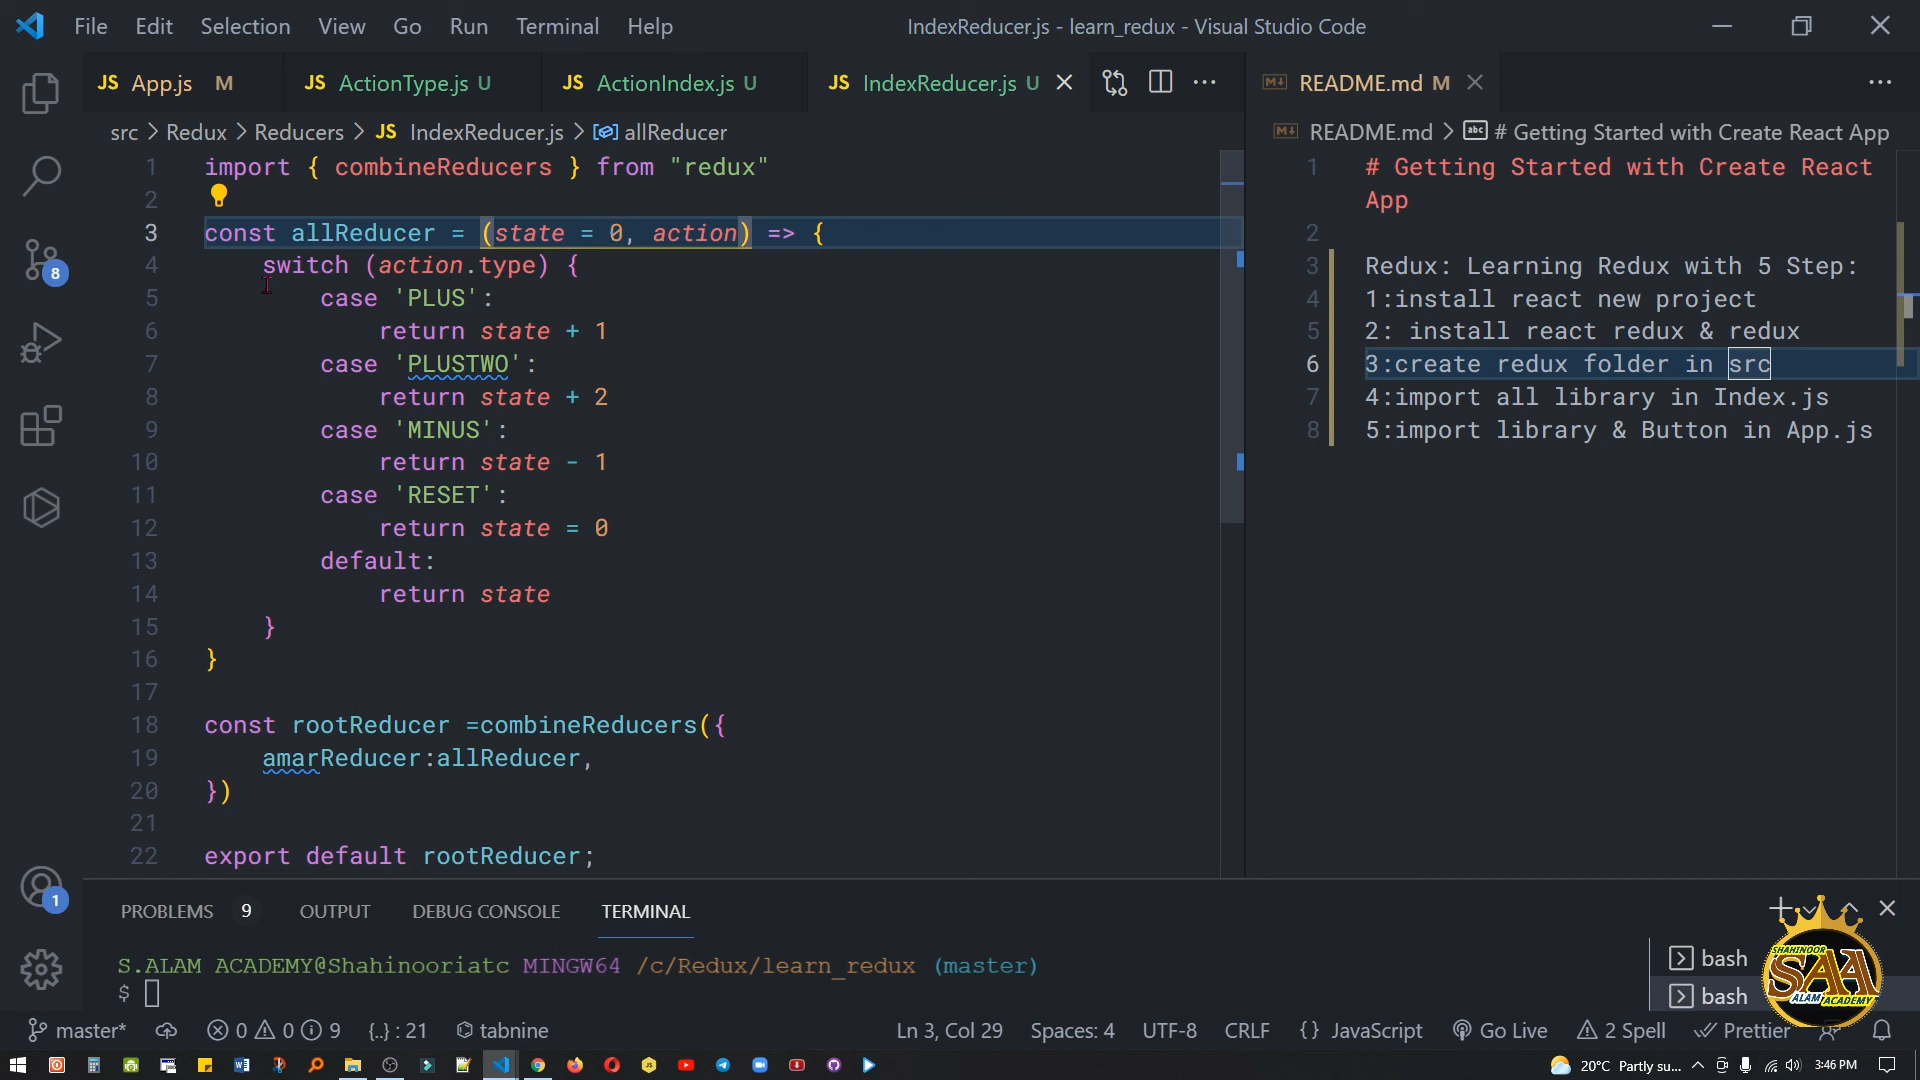 File Edit Selection View Go Run Terminal Help
IndexReducer.js - learn_redux - Visual Studio Code
JS App.js M
JS ActionType.js U
JS ActionIndex.js U
JS IndexReducer.js U
README.md M
src > Redux > Reducers > JS IndexReducer.js > allReducer
README.md > # Getting Started with Create React App
1 import { combineReducers } from "redux"
2
3 const allReducer = (state = 0, action) => {
4 switch (action.type) {
5 case 'PLUS':
6 return state + 1
7 case 'PLUSTWO':
8 return state + 2
9 case 'MINUS':
10 return state - 1
11 case 'RESET':
12 return state = 0
13 default:
14 return state
15 }
16 }
17
18 const rootReducer =combineReducers({
19 amarReducer:allReducer,
20 })
21
22 export default rootReducer;
1 # Getting Started with Create React
App
2
3 Redux: Learning Redux with 5 Step:
4 1:install react new project
5 2: install react redux & redux
6 3:create redux folder in src
7 4:import all library in Index.js
8 5:import library & Button in App.js
8
1
PROBLEMS 9 OUTPUT DEBUG CONSOLE TERMINAL
S.ALAM ACADEMY@Shahinooriatc MINGW64 /c/Redux/learn_redux (master)
$
bash
bash
SHAHINOOR
SAA
ALAM ACADEMY
master* 0 0 9 {..} : 21 tabnine
Ln 3, Col 29 Spaces: 4 UTF-8 CRLF {} JavaScript Go Live 2 Spell Prettier
20°C Partly su... 3:46 PM